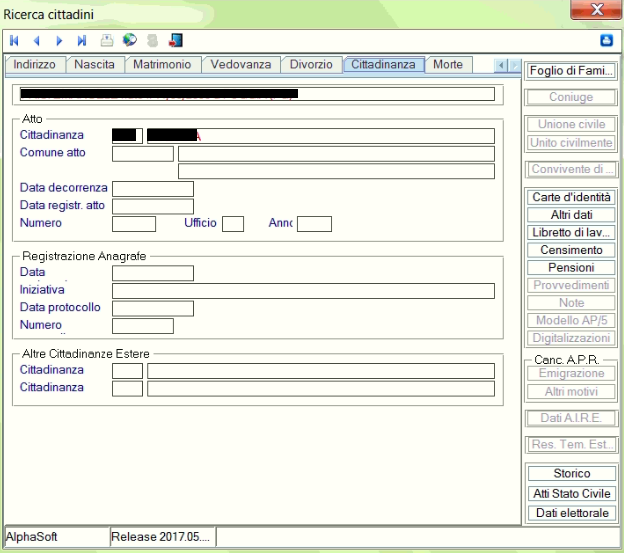 Ricerca cittadini
Indirizzo Nascita Matrimonio Vedovanza Divorzio Cittadinanza Morte
Atto
Cittadinanza A
Comune atto
Data decorrenza
Data registr. atto
Numero Ufficio Anno
Registrazione Anagrafe
Data
Iniziativa
Data protocollo
Numero
Altre Cittadinanze Estere
Cittadinanza
Cittadinanza
Foglio di Fami...
Coniuge
Unione civile
Unito civilmente
Convivente di ...
Carte d'identità
Altri dati
Libretto di lav...
Censimento
Pensioni
Provvedimenti
Note
Modello AP/5
Digitalizzazioni
Canc. A.P.R.
Emigrazione
Altri motivi
Dati A.I.R.E.
Res. Tem. Est...
Storico
Atti Stato Civile
Dati elettorale
AlphaSoft Release 2017.05....